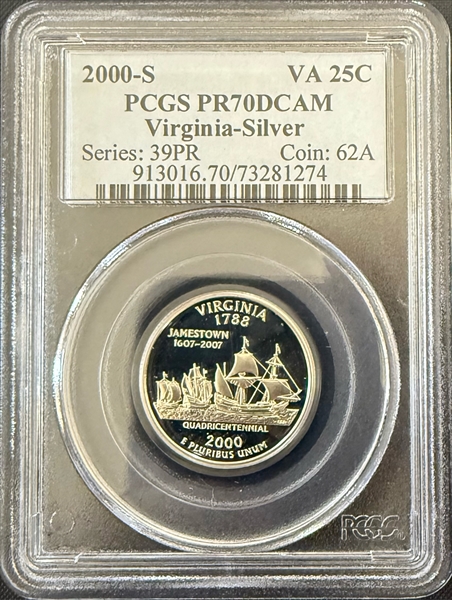 2000-S VA 25C
PCGS PR70DCAM
Virginia-Silver
Series: 39PR Coin: 62A
913016.70/73281274
VIRGINIA
1788
JAMESTOWN
1607-2007
QUADRICENTENNIAL
2000
E PLURIBUS UNUM
PCGS